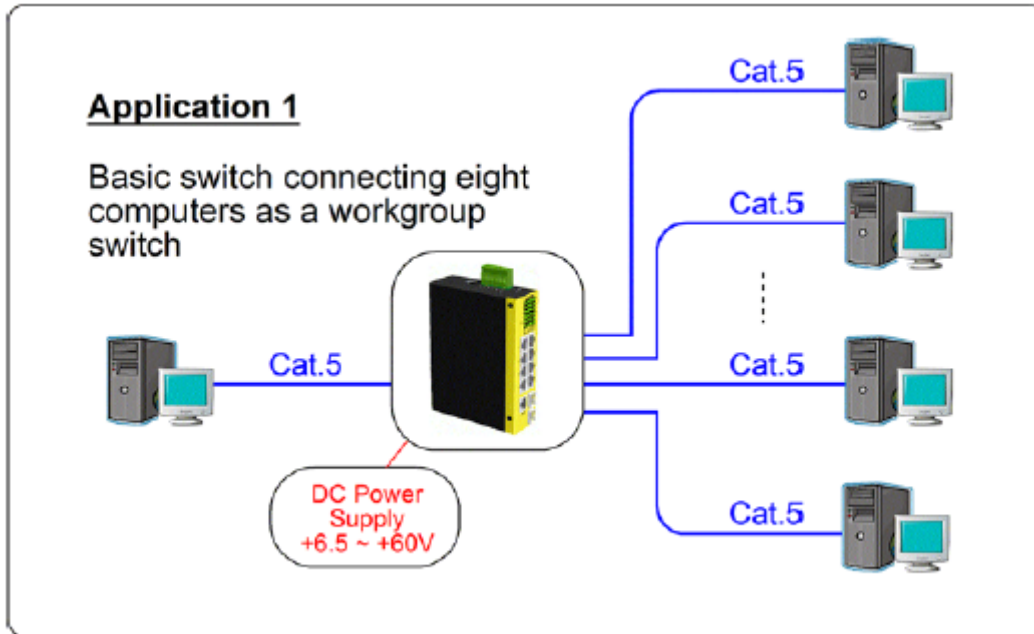 Application 1
Basic switch connecting eight
computers as a workgroup
switch
Cat.5
Cat.5
Cat.5
Cat.5
Cat.5
DC Power
Supply
+6.5 ~ +60V